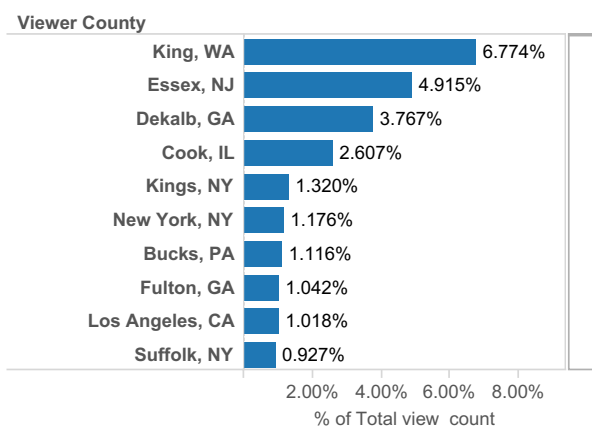 Viewer County
King, WA 6.774%
Essex, NJ 4.915%
Dekalb, GA 3.767%
Cook, IL 2.607%
Kings, NY 1.320%
New York, NY 1.176%
Bucks, PA 1.116%
Fulton, GA 1.042%
Los Angeles, CA 1.018%
Suffolk, NY 0.927%
2.00% 4.00% 6.00% 8.00%
% of Total view count